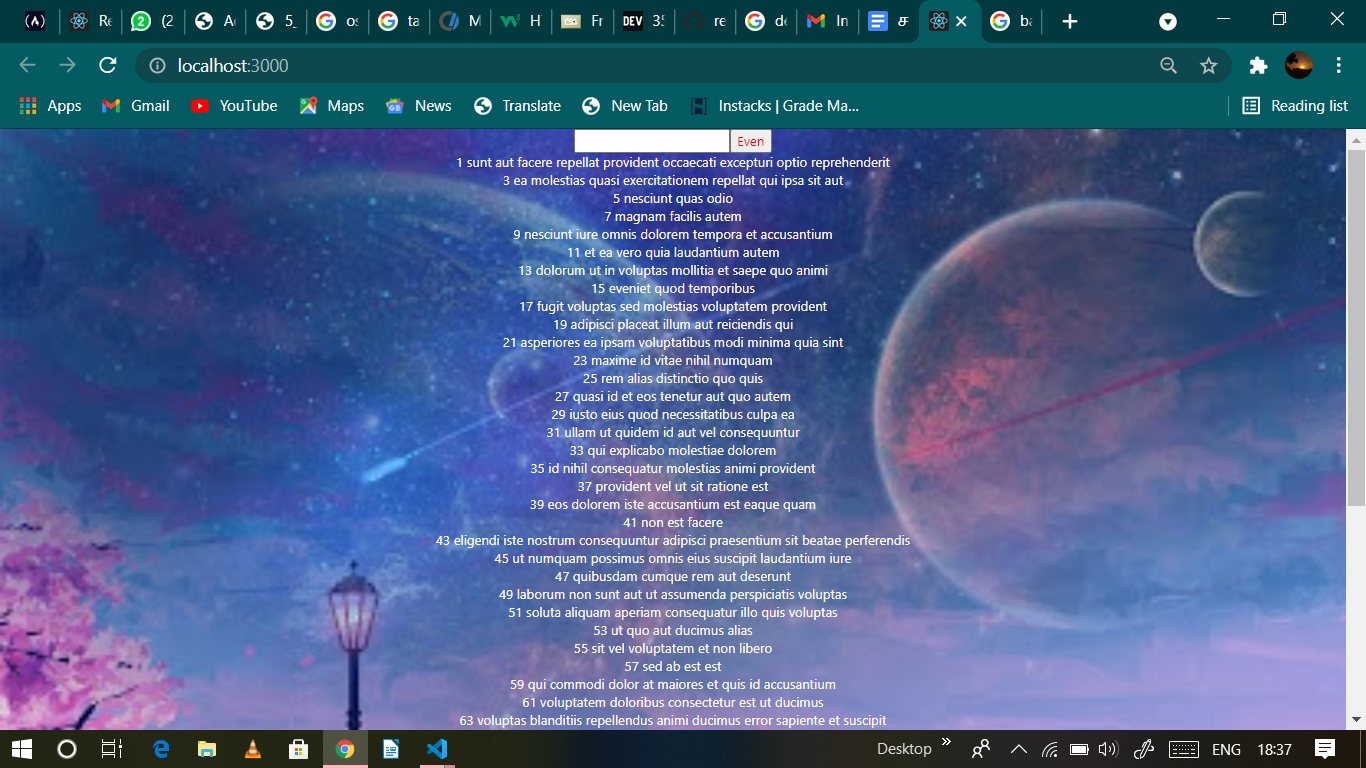 Re
(2
Ac
5_
os
ta
M
H
Fr
DEV 35
re
de
In
ba
localhost:3000
Apps Gmail YouTube Maps News Translate New Tab Instacks | Grade Ma... Reading list
Even
1 sunt aut facere repellat provident occaecati excepturi optio reprehenderit
3 ea molestias quasi exercitationem repellat qui ipsa sit aut
5 nesciunt quas odio
7 magnam facilis autem
9 nesciunt iure omnis dolorem tempora et accusantium
11 et ea vero quia laudantium autem
13 dolorum ut in voluptas mollitia et saepe quo animi
15 eveniet quod temporibus
17 fugit voluptas sed molestias voluptatem provident
19 adipisci placeat illum aut reiciendis qui
21 asperiores ea ipsam voluptatibus modi minima quia sint
23 maxime id vitae nihil numquam
25 rem alias distinctio quo quis
27 quasi id et eos tenetur aut quo autem
29 iusto eius quod necessitatibus culpa ea
31 ullam ut quidem id aut vel consequuntur
33 qui explicabo molestiae dolorem
35 id nihil consequatur molestias animi provident
37 provident vel ut sit ratione est
39 eos dolorem iste accusantium est eaque quam
41 non est facere
43 eligendi iste nostrum consequuntur adipisci praesentium sit beatae perferendis
45 ut numquam possimus omnis eius suscipit laudantium iure
47 quibusdam cumque rem aut deserunt
49 laborum non sunt aut ut assumenda perspiciatis voluptas
51 soluta aliquam aperiam consequatur illo quis voluptas
53 ut quo aut ducimus alias
55 sit vel voluptatem et non libero
57 sed ab est est
59 qui commodi dolor at maiores et quis id accusantium
61 voluptatem doloribus consectetur est ut ducimus
63 voluptas blanditiis repellendus animi ducimus error sapiente et suscipit
Desktop ENG 18:37